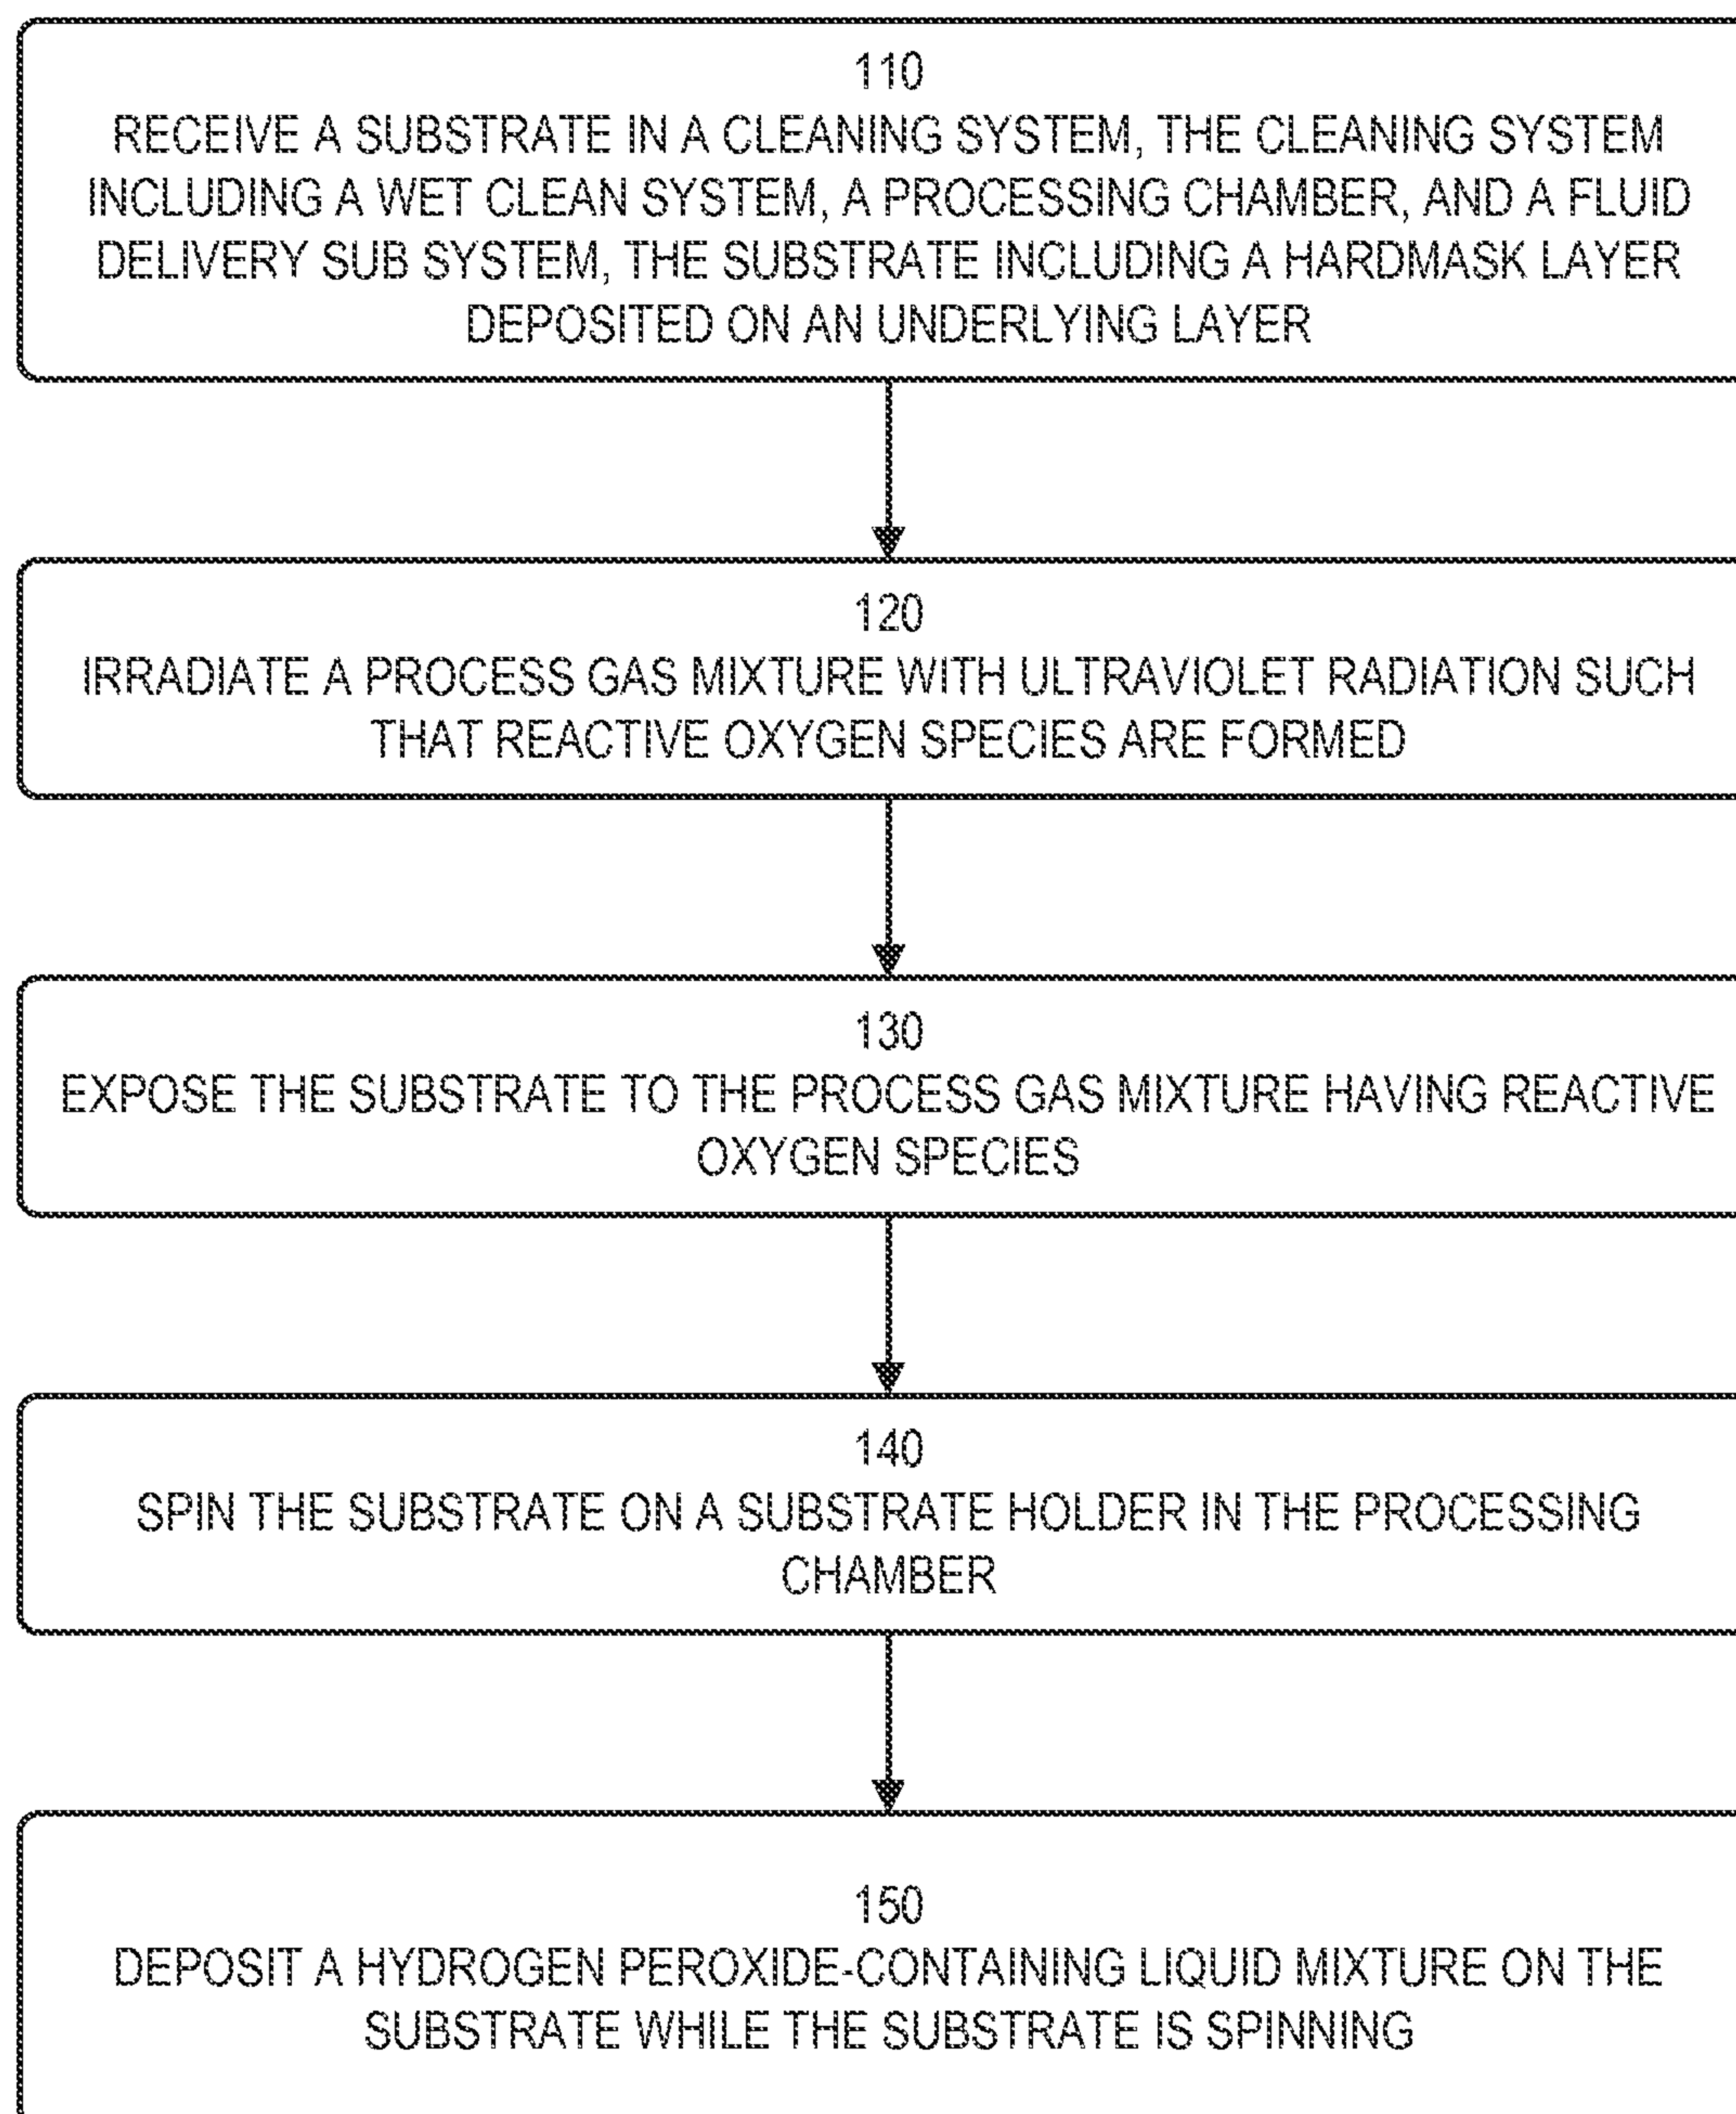 110
RECEIVE A SUBSTRATE IN A CLEANING SYSTEM, THE CLEANING SYSTEM
INCLUDING A WET CLEAN SYSTEM, A PROCESSING CHAMBER, AND A FLUID
DELIVERY SUB SYSTEM, THE SUBSTRATE INCLUDING A HARDMASK LAYER
DEPOSITED ON AN UNDERLYING LAYER
120
IRRADIATE A PROCESS GAS MIXTURE WITH ULTRAVIOLET RADIATION SUCH
THAT REACTIVE OXYGEN SPECIES ARE FORMED
130
EXPOSE THE SUBSTRATE TO THE PROCESS GAS MIXTURE HAVING REACTIVE
OXYGEN SPECIES
140
SPIN THE SUBSTRATE ON A SUBSTRATE HOLDER IN THE PROCESSING
CHAMBER
150
DEPOSIT A HYDROGEN PEROXIDE-CONTAINING LIQUID MIXTURE ON THE
SUBSTRATE WHILE THE SUBSTRATE IS SPINNING